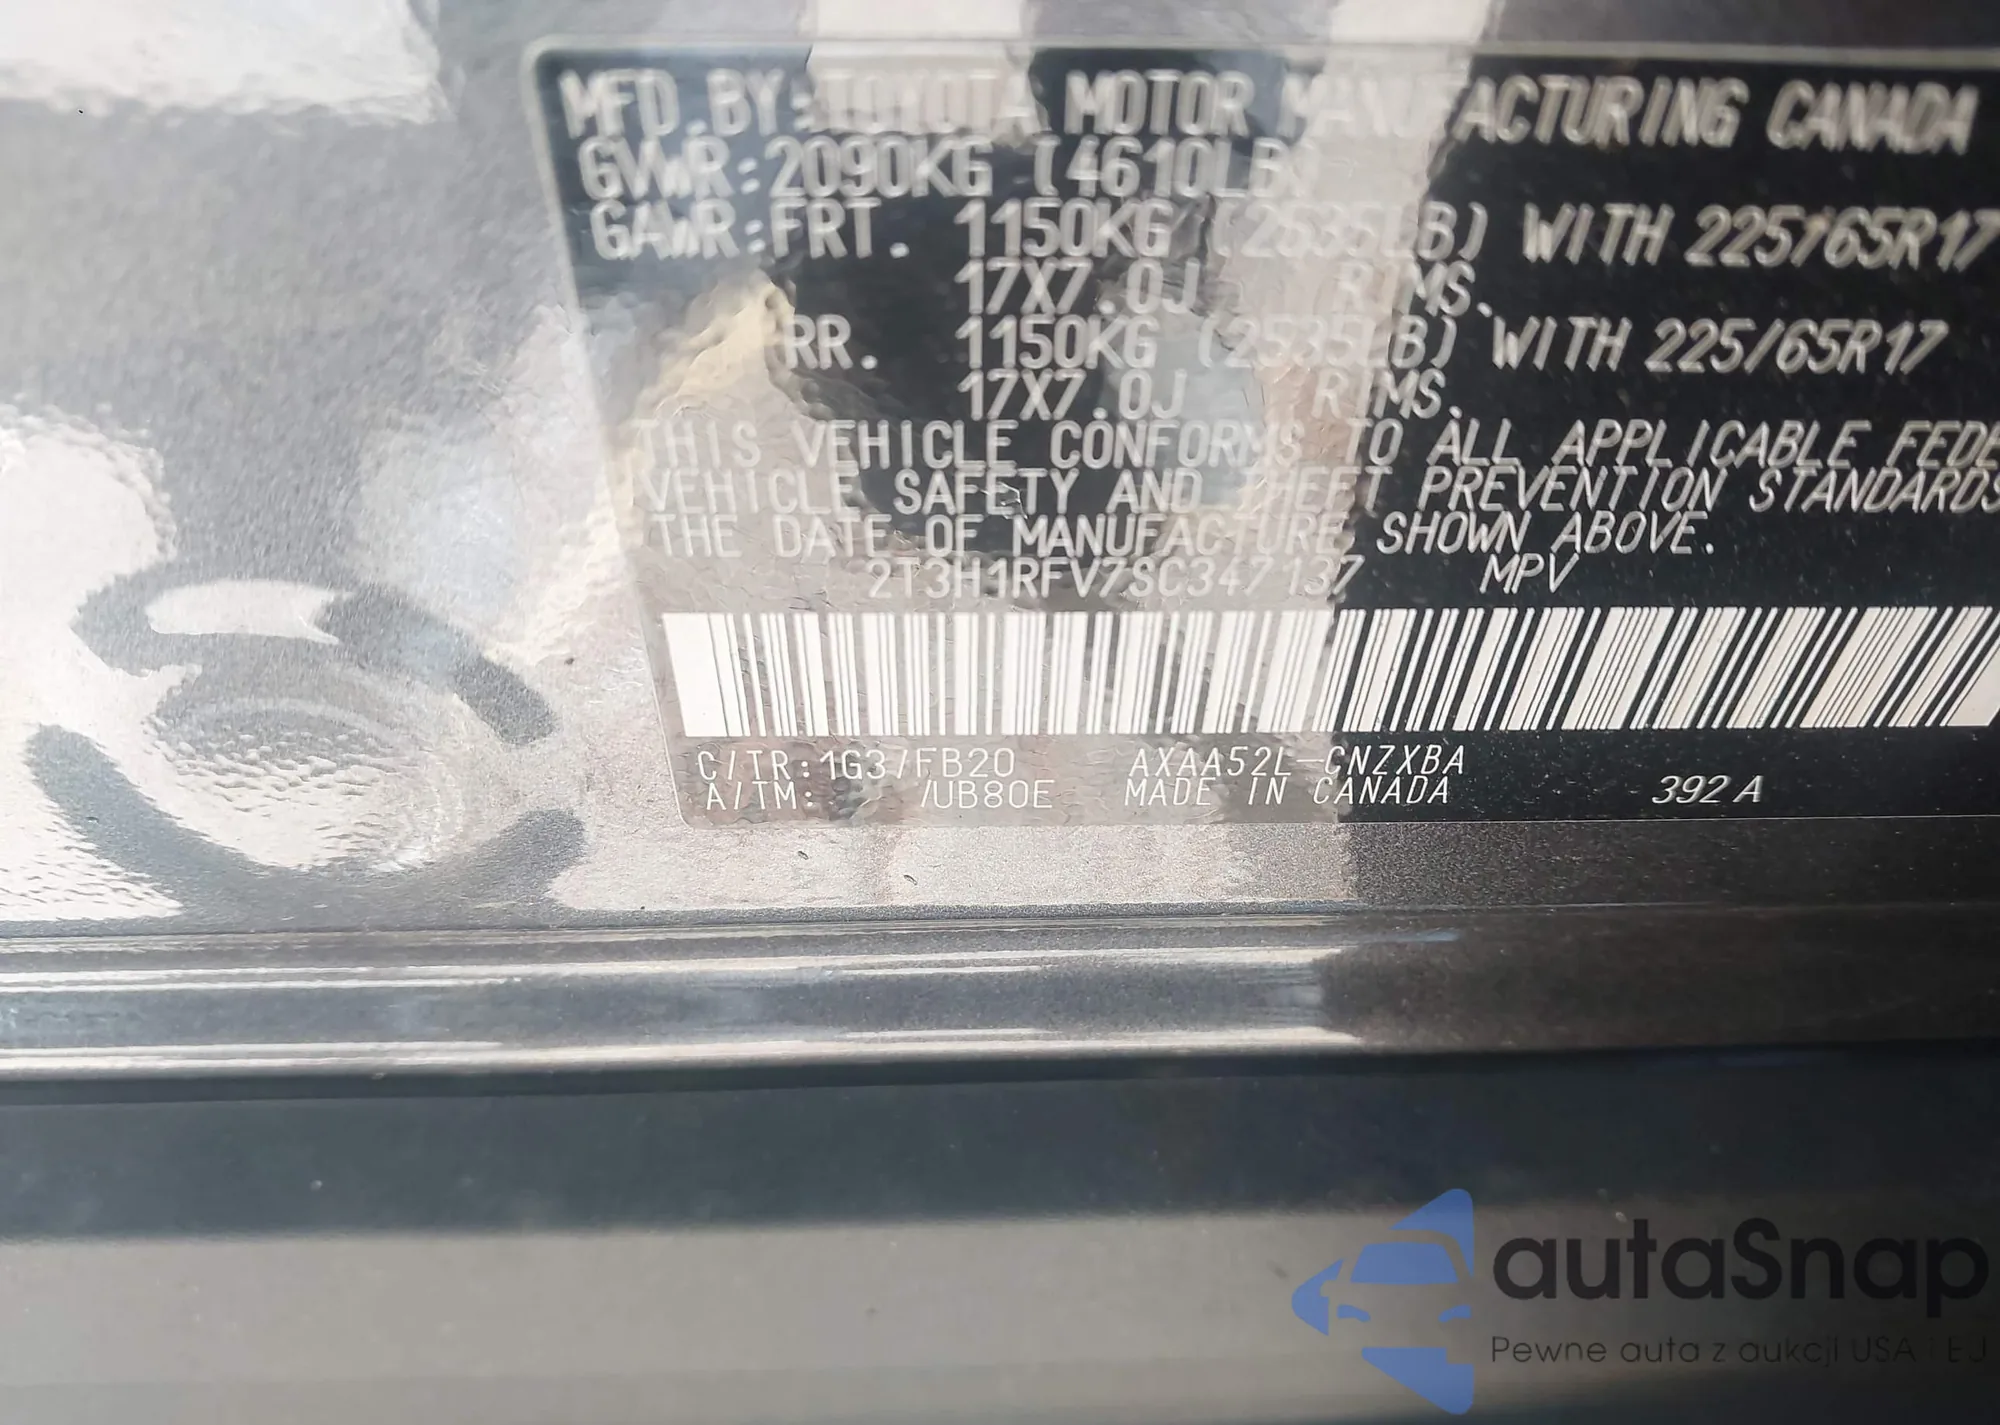 MFD.BY:TOYOTA MOTOR MANUFACTURING CANADA
GVWR:2090KG (4610LB)
GAWR:FRT. 1150KG (2535LB) WITH 225/65R17
17X7.0J RIMS.
RR. 1150KG (2535LB) WITH 225/65R17
17X7.0J RIMS.
THIS VEHICLE CONFORMS TO ALL APPLICABLE FEDE
VEHICLE SAFETY AND THEFT PREVENTION STANDARDS
THE DATE OF MANUFACTURE SHOWN ABOVE.
2T3H1RFV7SC347137 MPV
C/TR:1G3/FB20 AXAA52L-CNZXBA
A/TM: /UB80E MADE IN CANADA 392A
autaSnap
Pewne auta z aukcji USA i EJ